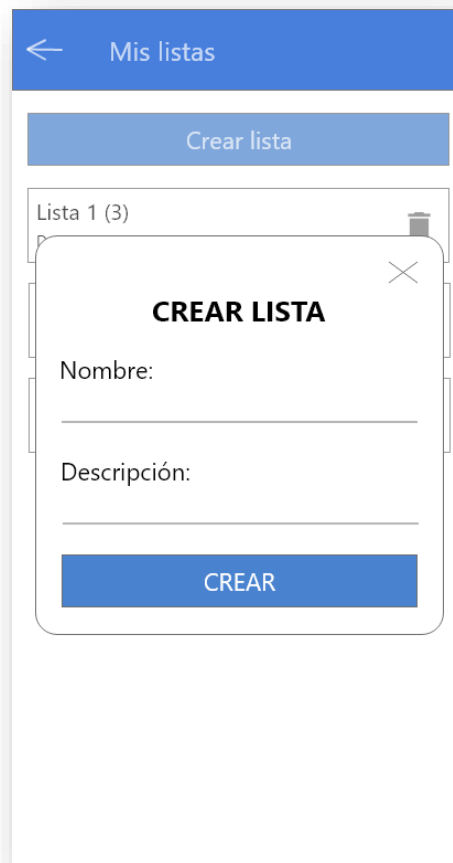 Mis listas
Crear lista
Lista 1 (3)
CREAR LISTA
Nombre:
Descripción:
CREAR